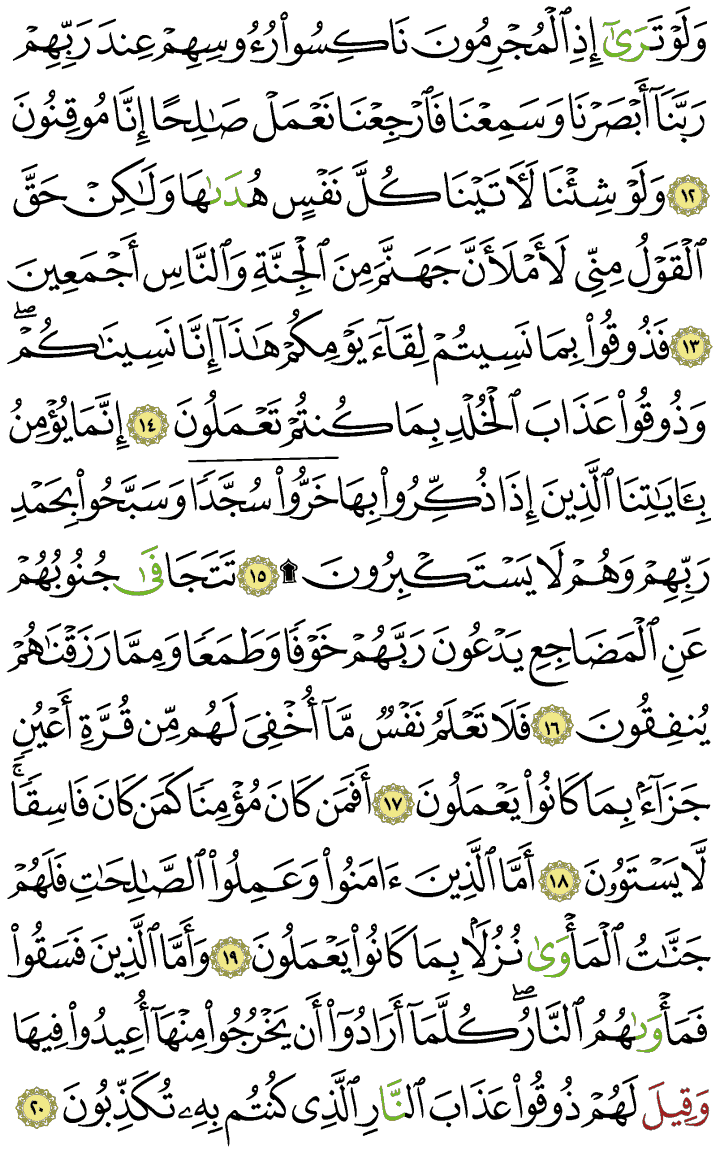 وَلَوْ تَرَىٰٓ إِذِ ٱلْمُجْرِمُونَ نَاكِسُوا۟ رُءُوسِهِمْ عِندَ رَبِّهِمْ
رَبَّنَآ أَبْصَرْنَا وَسَمِعْنَا فَٱرْجِعْنَا نَعْمَلْ صَٰلِحًا إِنَّا مُوقِنُونَ
١٢ وَلَوْ شِئْنَا لَءَاتَيْنَا كُلَّ نَفْسٍ هُدَىٰهَا وَلَٰكِنْ حَقَّ
ٱلْقَوْلُ مِنِّى لَأَمْلَأَنَّ جَهَنَّمَ مِنَ ٱلْجِنَّةِ وَٱلنَّاسِ أَجْمَعِينَ
١٣ فَذُوقُوا۟ بِمَا نَسِيتُمْ لِقَآءَ يَوْمِكُمْ هَٰذَآ إِنَّا نَسِينَٰكُمْ ۖ
وَذُوقُوا۟ عَذَابَ ٱلْخُلْدِ بِمَا كُنتُمْ تَعْمَلُونَ ١٤ إِنَّمَا يُؤْمِنُ
بِـَٔايَٰتِنَا ٱلَّذِينَ إِذَا ذُكِّرُوا۟ بِهَا خَرُّوا۟ سُجَّدًا وَسَبَّحُوا۟ بِحَمْدِ
رَبِّهِمْ وَهُمْ لَا يَسْتَكْبِرُونَ ۩ ١٥ تَتَجَافَىٰ جُنُوبُهُمْ
عَنِ ٱلْمَضَاجِعِ يَدْعُونَ رَبَّهُمْ خَوْفًا وَطَمَعًا وَمِمَّا رَزَقْنَٰهُمْ
يُنفِقُونَ ١٦ فَلَا تَعْلَمُ نَفْسٌ مَّآ أُخْفِىَ لَهُم مِّن قُرَّةِ أَعْيُنٍ
جَزَآءًۢ بِمَا كَانُوا۟ يَعْمَلُونَ ١٧ أَفَمَن كَانَ مُؤْمِنًا كَمَن كَانَ فَاسِقًا ۚ
لَّا يَسْتَوُۥنَ ١٨ أَمَّا ٱلَّذِينَ ءَامَنُوا۟ وَعَمِلُوا۟ ٱلصَّٰلِحَٰتِ فَلَهُمْ
جَنَّٰتُ ٱلْمَأْوَىٰ نُزُلًۢا بِمَا كَانُوا۟ يَعْمَلُونَ ١٩ وَأَمَّا ٱلَّذِينَ فَسَقُوا۟
فَمَأْوَىٰهُمُ ٱلنَّارُ ۖ كُلَّمَآ أَرَادُوٓا۟ أَن يَخْرُجُوا۟ مِنْهَآ أُعِيدُوا۟ فِيهَا
وَقِيلَ لَهُمْ ذُوقُوا۟ عَذَابَ ٱلنَّارِ ٱلَّذِى كُنتُم بِهِۦ تُكَذِّبُونَ ٢٠